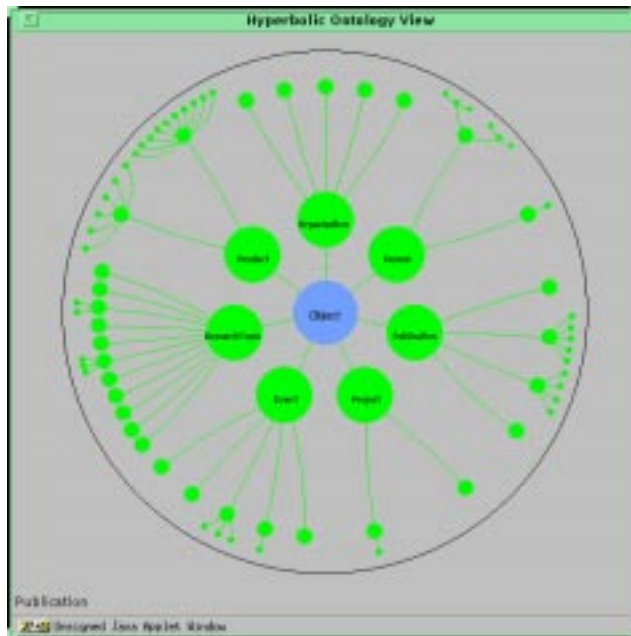 Hyperbolic Ontology View
Organization
Product
Person
Object
ResearchTopic
Publication
Event
Project
Publication
Unsigned Java Applet Window